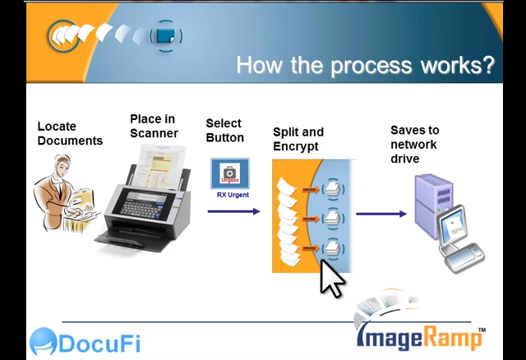 How the process works?
Locate
Documents
Place in
Scanner
Select
Button
Split and
Encrypt
Saves to
network
drive
RX Urgent
DocuFi
ImageRamp™